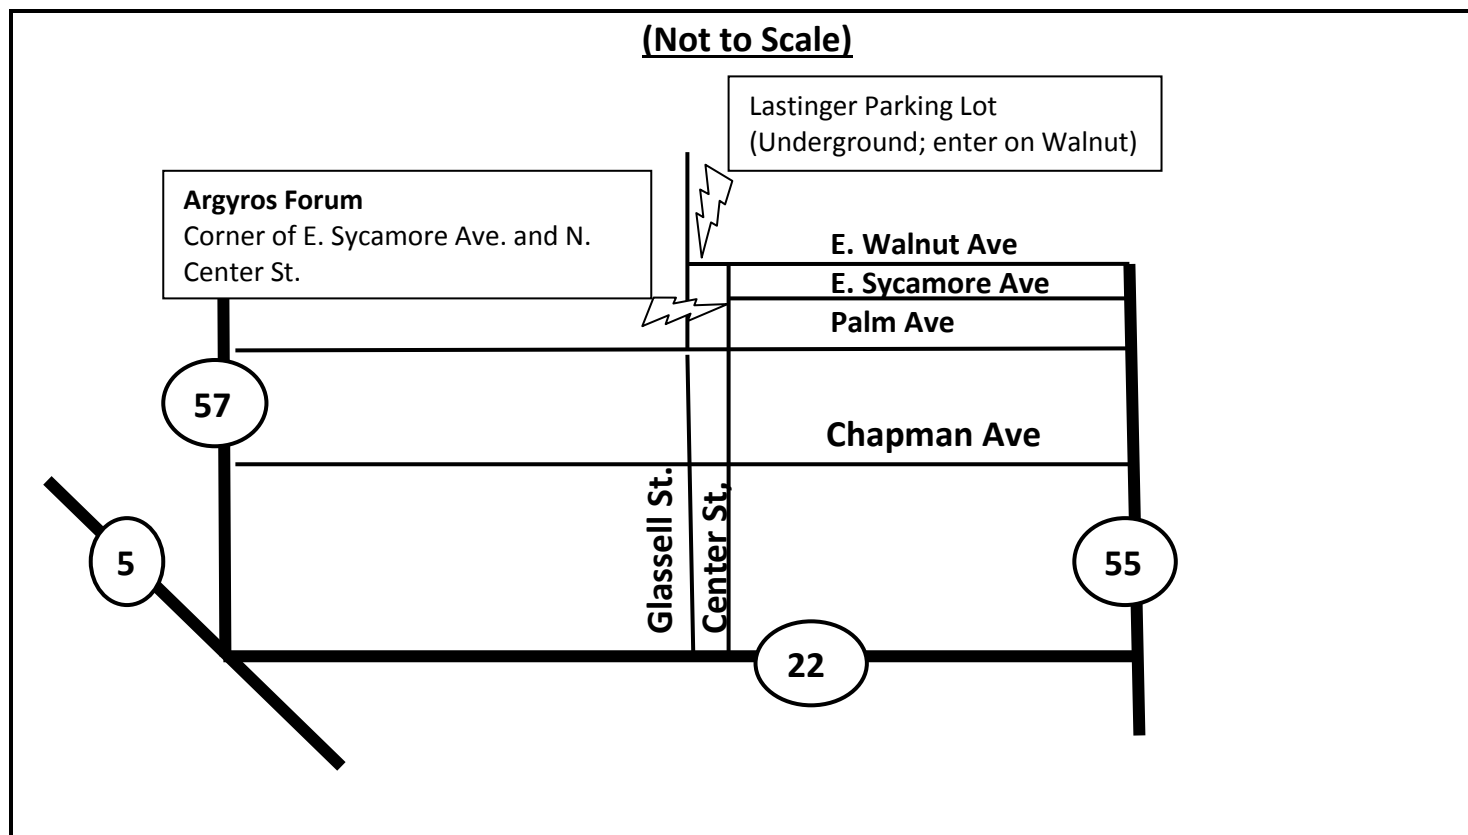 (Not to Scale)
Lastinger Parking Lot
(Underground; enter on Walnut)
Argyros Forum
Corner of E. Sycamore Ave. and N.
Center St.
E. Walnut Ave
E. Sycamore Ave
Palm Ave
57
Chapman Ave
Glassell St.
Center St,
5
55
22